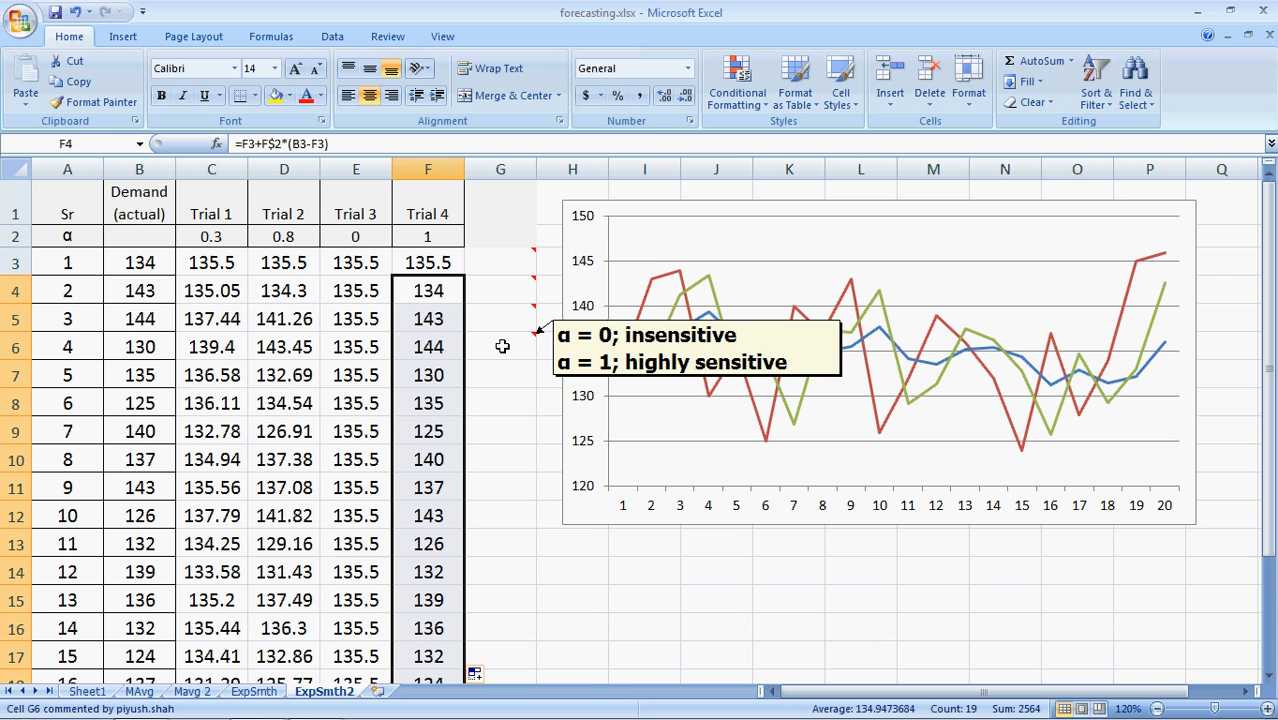 forecasting.xlsx - Microsoft Excel
Home Insert Page Layout Formulas Data Review View
Paste
Cut
Copy
Format Painter
Clipboard
Calibri 14
B I U
Font
Wrap Text
Merge & Center
Alignment
General
$ % ,
Number
Conditional Formatting
Format as Table
Cell Styles
Styles
Insert Delete Format
Cells
Σ AutoSum
Fill
Clear
Sort & Filter
Find & Select
Editing
F4 fx =F3+F$2*(B3-F3)
A B C D E F G H I J K L M N O P Q
1 Sr Demand (actual) Trial 1 Trial 2 Trial 3 Trial 4
2 α 0.3 0.8 0 1
3 1 134 135.5 135.5 135.5 135.5
4 2 143 135.05 134.3 135.5 134
5 3 144 137.44 141.26 135.5 143
6 4 130 139.4 143.45 135.5 144
7 5 135 136.58 132.69 135.5 130
8 6 125 136.11 134.54 135.5 135
9 7 140 132.78 126.91 135.5 125
10 8 137 134.94 137.38 135.5 140
11 9 143 135.56 137.08 135.5 137
12 10 126 137.79 141.82 135.5 143
13 11 132 134.25 129.16 135.5 126
14 12 139 133.58 131.43 135.5 132
15 13 136 135.2 137.49 135.5 139
16 14 132 135.44 136.3 135.5 136
17 15 124 134.41 132.86 135.5 132
150
145
140
130
125
120
1 2 3 4 5 6 7 8 9 10 11 12 13 14 15 16 17 18 19 20
α = 0; insensitive
α = 1; highly sensitive
Sheet1 MAvg Mavg 2 ExpSmth ExpSmth2
Cell G6 commented by piyush.shah Average: 134.9473684 Count: 19 Sum: 2564 120%